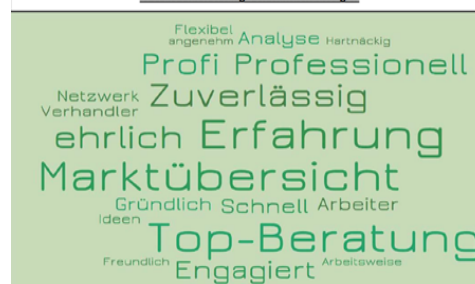 Flexibel
angenehm Analyse Hartnäckig
Profi Professionell
Netzwerk Zuverlässig
Verhandler
ehrlich Erfahrung
Marktübersicht
Gründlich Schnell Arbeiter
Ideen
Top-Beratung
Freundlich Engagiert Arbeitsweise